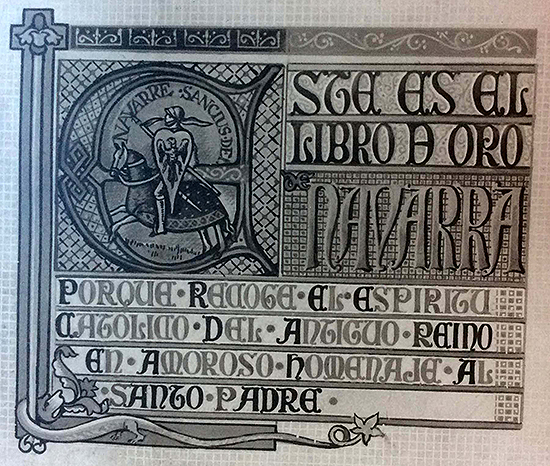 NAVARRE · SANCIUS · DEI
ESTE ES EL
LIBRO D ORO
de
NAVARRA
PORQUE · RECOGE · EL · ESPIRITU
CATOLICO · DEL · ANTIGUO · REINO
EN · AMOROSO · HOMENAJE · AL
· SANTO · PADRE ·